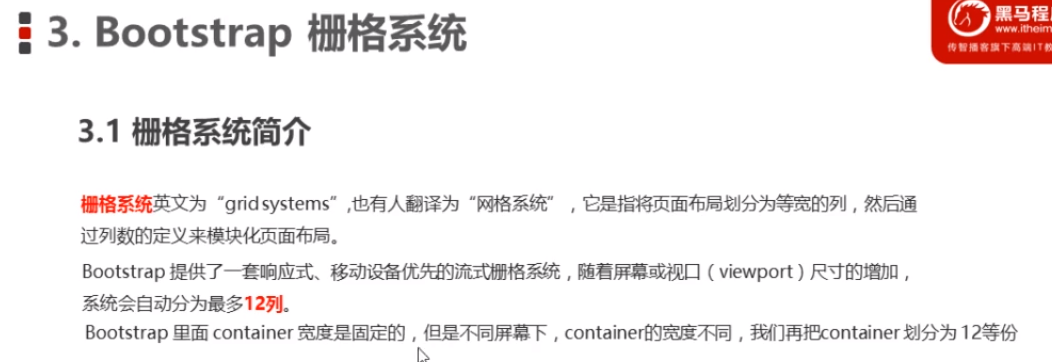 3. Bootstrap 栅格系统
黑马程
www.itheim
传智播客旗下高端IT教
3.1 栅格系统简介
栅格系统英文为“grid systems”,也有人翻译为“网格系统”，它是指将页面布局划分为等宽的列，然后通
过列数的定义来模块化页面布局。
Bootstrap 提供了一套响应式、移动设备优先的流式栅格系统，随着屏幕或视口（viewport）尺寸的增加，
系统会自动分为最多12列。
Bootstrap 里面 container 宽度是固定的，但是不同屏幕下，container的宽度不同，我们再把container 划分为 12等份